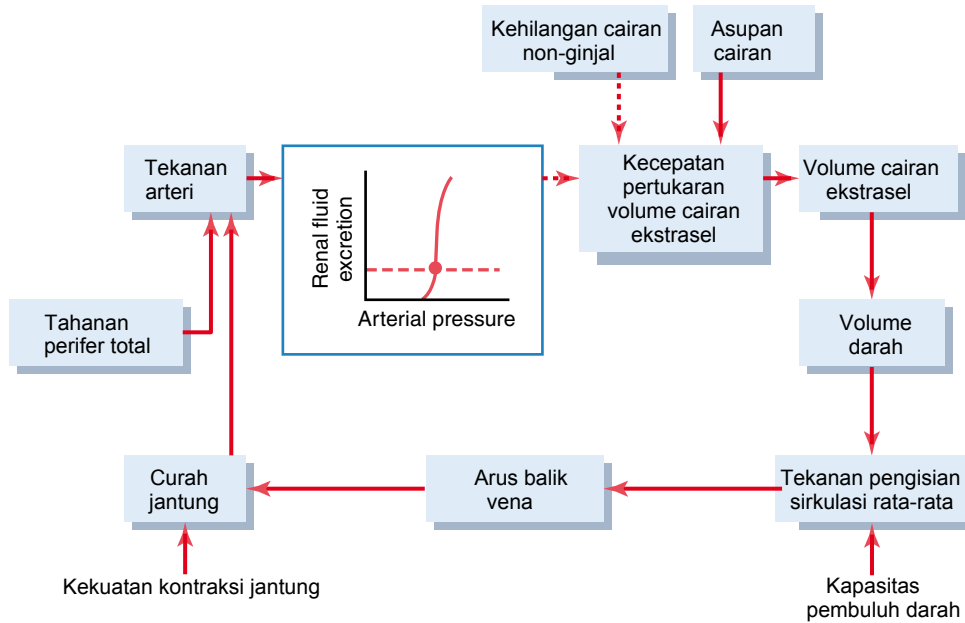 Kehilangan cairan
non-ginjal
Asupan
cairan
Tekanan
arteri
Renal fluid
excretion
Arterial pressure
Kecepatan
pertukaran
volume cairan
ekstrasel
Volume cairan
ekstrasel
Tahanan
perifer total
Volume
darah
Curah
jantung
Arus balik
vena
Tekanan pengisian
sirkulasi rata-rata
Kekuatan kontraksi jantung
Kapasitas
pembuluh darah